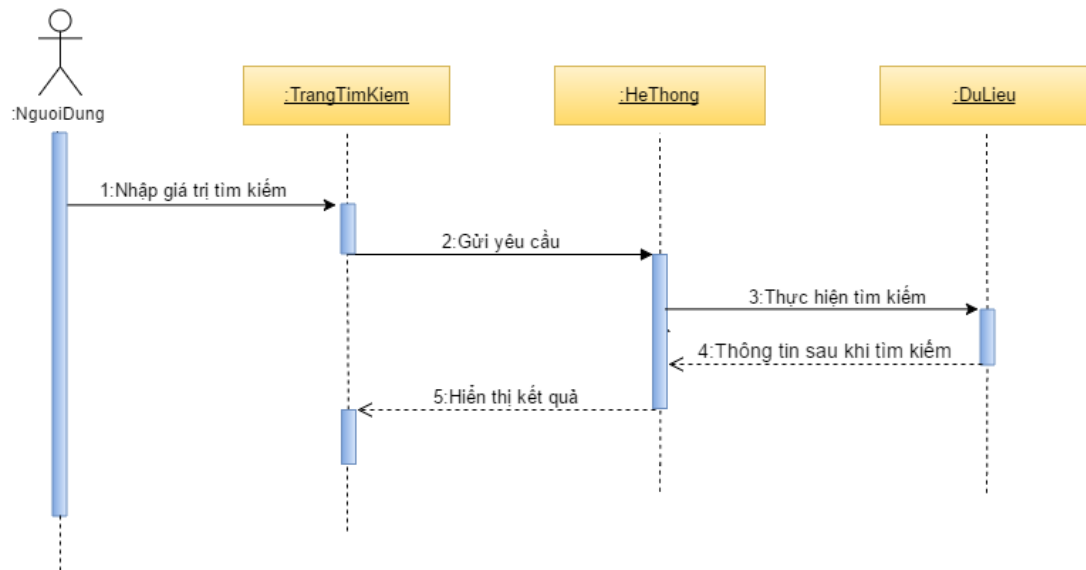 :NguoiDung
:TrangTimKiem
:HeThong
:DuLieu
1:Nhập giá trị tìm kiếm
2:Gửi yêu cầu
3:Thực hiện tìm kiếm
4:Thông tin sau khi tìm kiếm
5:Hiển thị kết quả